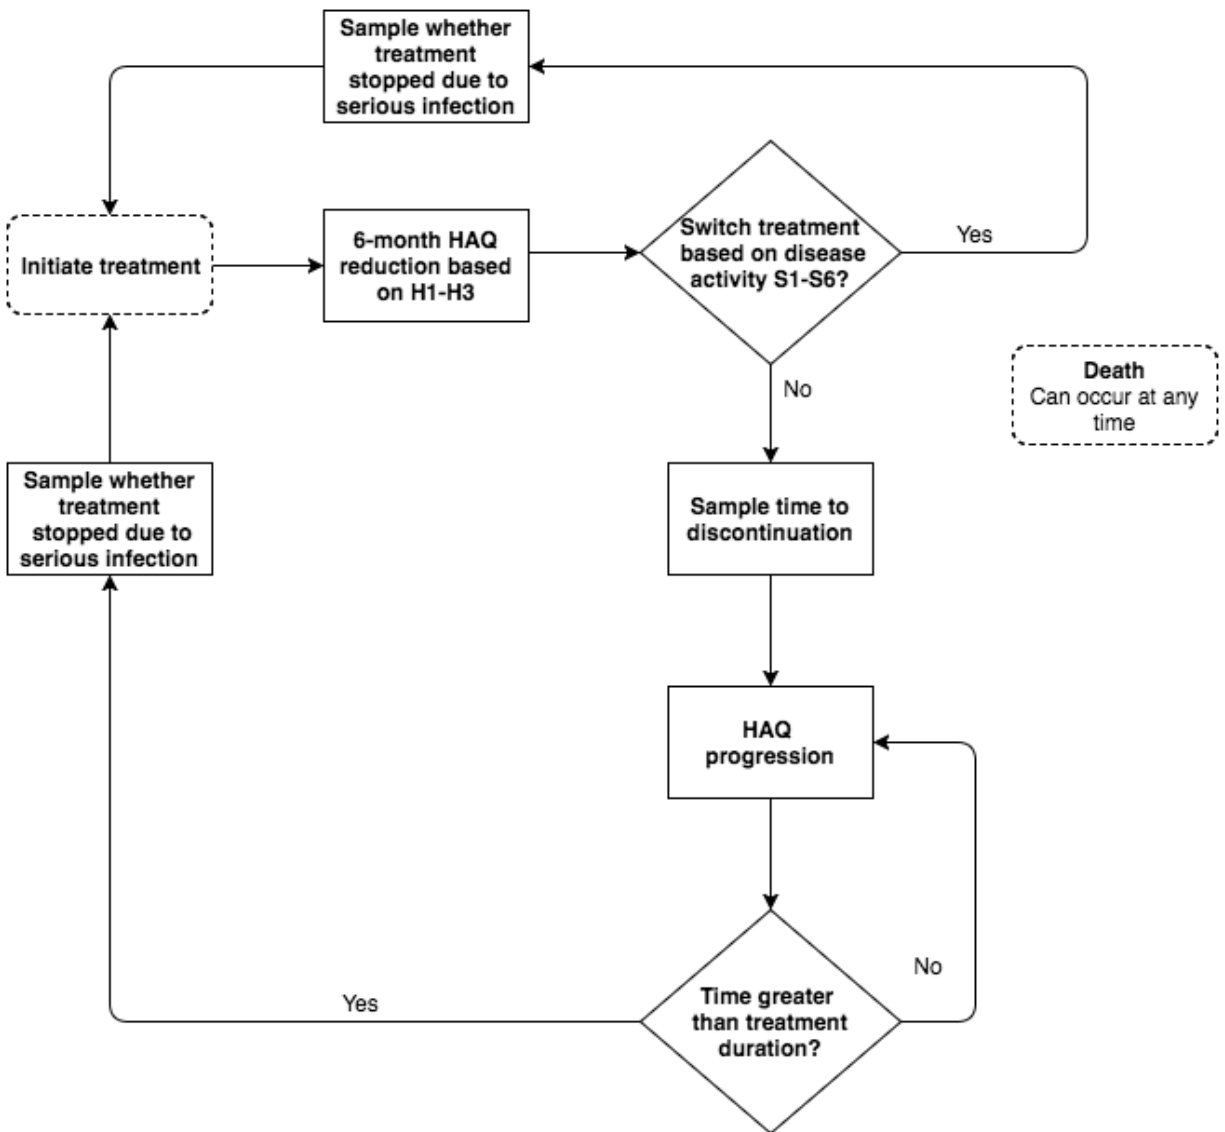 Sample whether
treatment
stopped due to
serious infection
Initiate treatment
6-month HAQ
reduction based
on H1-H3
Switch treatment
based on disease
activity S1-S6?
Yes
No
Death
Can occur at any
time
Sample whether
treatment
stopped due to
serious infection
Sample time to
discontinuation
HAQ
progression
No
Yes
Time greater
than treatment
duration?